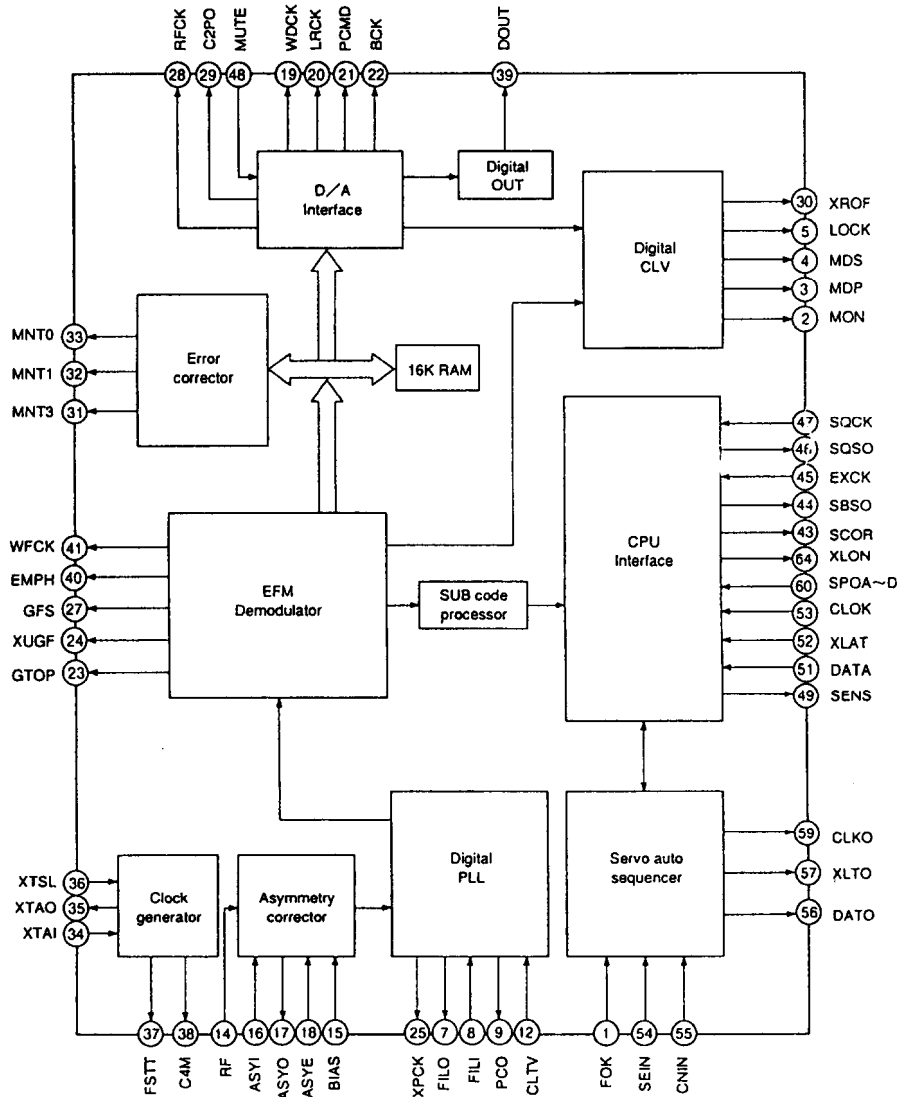 RFCK C2PO MUTE WDCK LRCK PCMD BCK DOUT
28 29 48 19 20 21 22 39
D/A
Interface
Digital
OUT
Digital
CLV
30 XROF
5 LOCK
4 MDS
3 MDP
2 MON
MNT0 33
MNT1 32
MNT3 31
Error
corrector
16K RAM
47 SQCK
46 SQSO
45 EXCK
44 SBSO
43 SCOR
64 XLON
60 SPOA~D
53 CLOK
52 XLAT
51 DATA
49 SENS
CPU
Interface
WFCK 41
EMPH 40
GFS 27
XUGF 24
GTOP 23
EFM
Demodulator
SUB code
processor
Digital
PLL
Servo auto
sequencer
59 CLKO
57 XLTO
56 DATO
XTSL 36
XTAO 35
XTAI 34
Clock
generator
Asymmetry
corrector
37 38 14 16 17 18 15 25 7 8 9 12 1 54 55
FSTT C4M RF ASYI ASYO ASYE BIAS XPCK FILO FILI PCO CLTV FOK SEIN CNIN